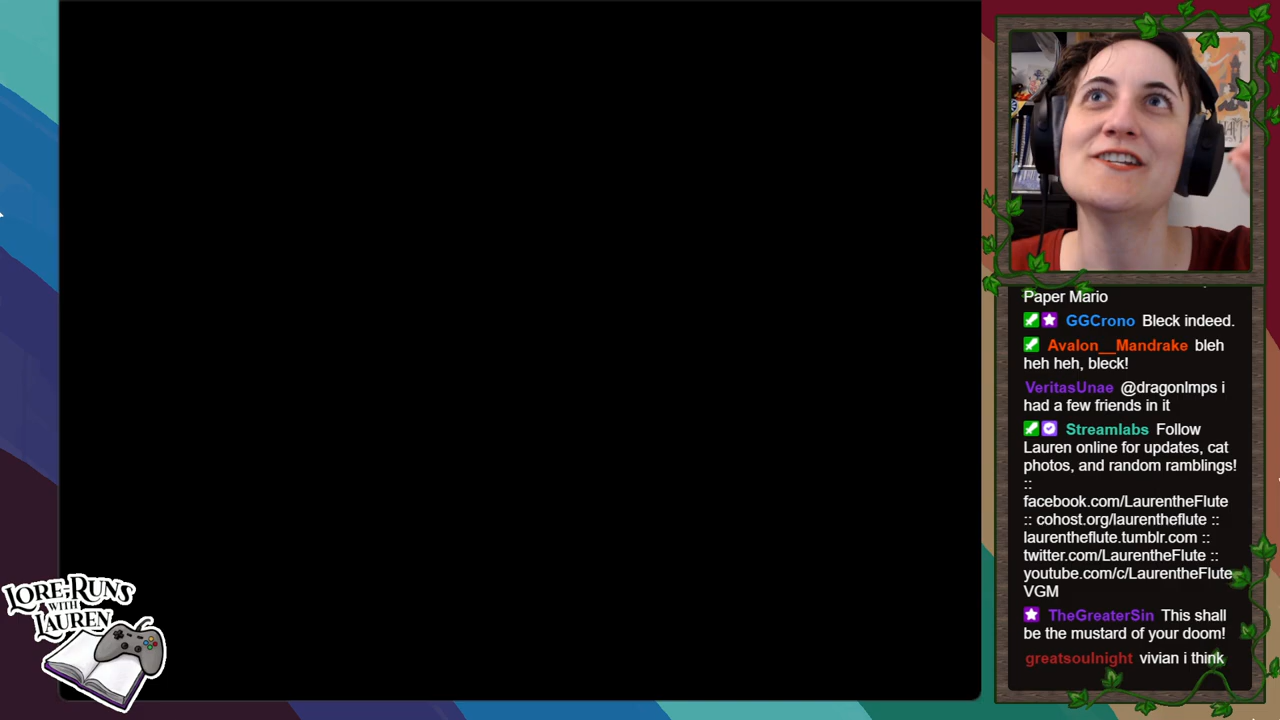 Paper Mario
GGCrono Bleck indeed.
Avalon__Mandrake bleh
heh heh, bleck!
VeritasUnae @dragonlmps i
had a few friends in it
Streamlabs Follow
Lauren online for updates, cat
photos, and random ramblings!
::
facebook.com/LaurentheFlute
:: cohost.org/laurentheflute ::
laurentheflute.tumblr.com ::
twitter.com/LaurentheFlute ::
youtube.com/c/LaurentheFlute
VGM
TheGreaterSin This shall
be the mustard of your doom!
greatsoulnight vivian i think
LORE-RUNS
WITH
LAUREN